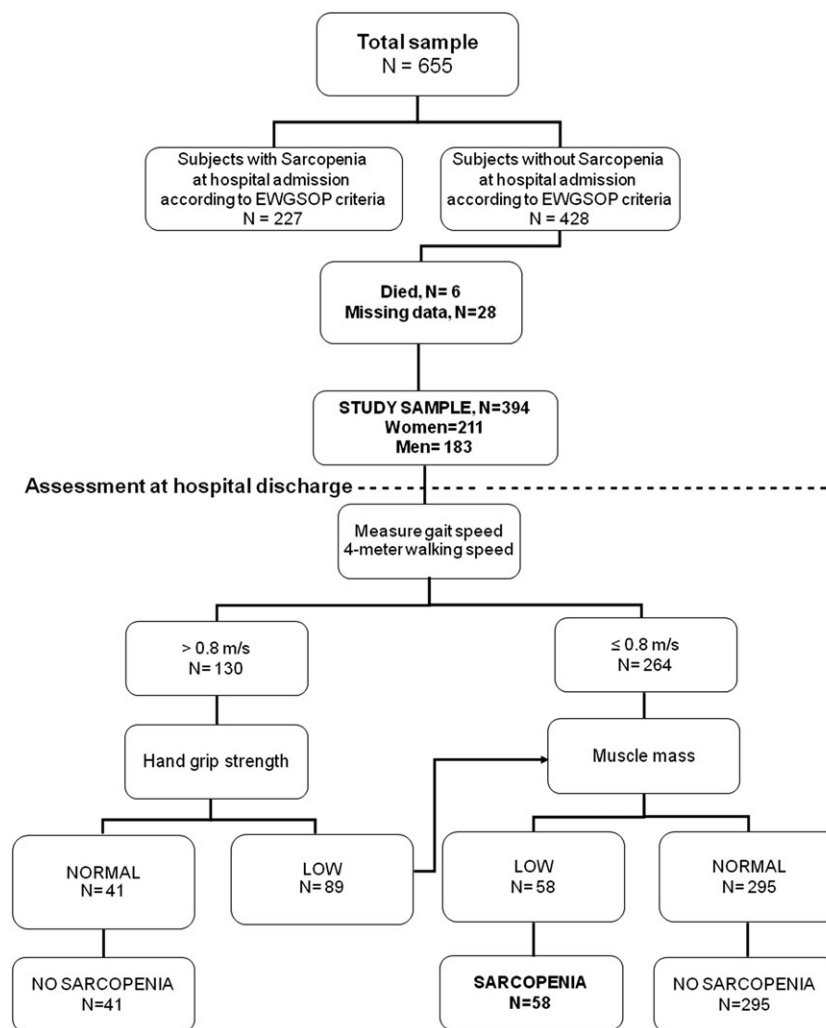 Total sample
N = 655
Subjects with Sarcopenia
at hospital admission
according to EWGSOP criteria
N = 227
Subjects without Sarcopenia
at hospital admission
according to EWGSOP criteria
N = 428
Died, N= 6
Missing data, N=28
STUDY SAMPLE, N=394
Women=211
Men= 183
Assessment at hospital discharge
Measure gait speed
4-meter walking speed
> 0.8 m/s
N= 130
≤ 0.8 m/s
N= 264
Hand grip strength
Muscle mass
NORMAL
N= 41
LOW
N= 89
LOW
N= 58
NORMAL
N= 295
NO SARCOPENIA
N=41
SARCOPENIA
N=58
NO SARCOPENIA
N=295